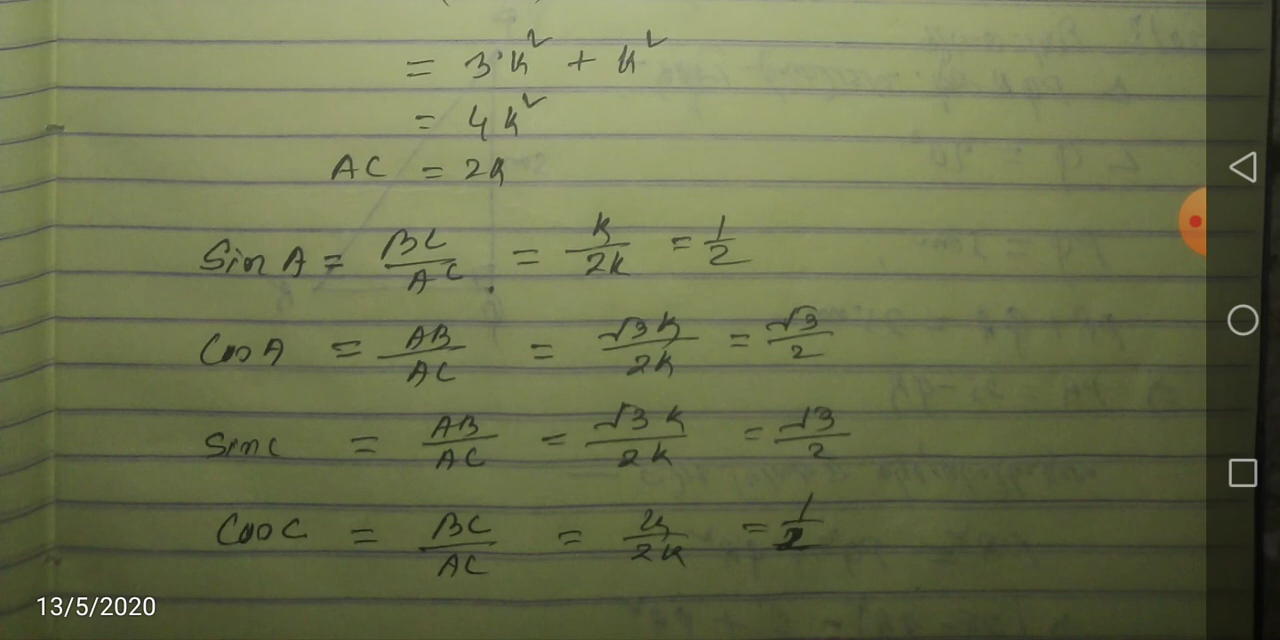 = 3k² + k²
= 4k²
AC = 2k
Sin A = BC/AC = k/2k = 1/2
Cos A = AB/AC = √3k/2k = √3/2
Sin C = AB/AC = √3k/2k = √3/2
Cos C = BC/AC = k/2k = 1/2
13/5/2020